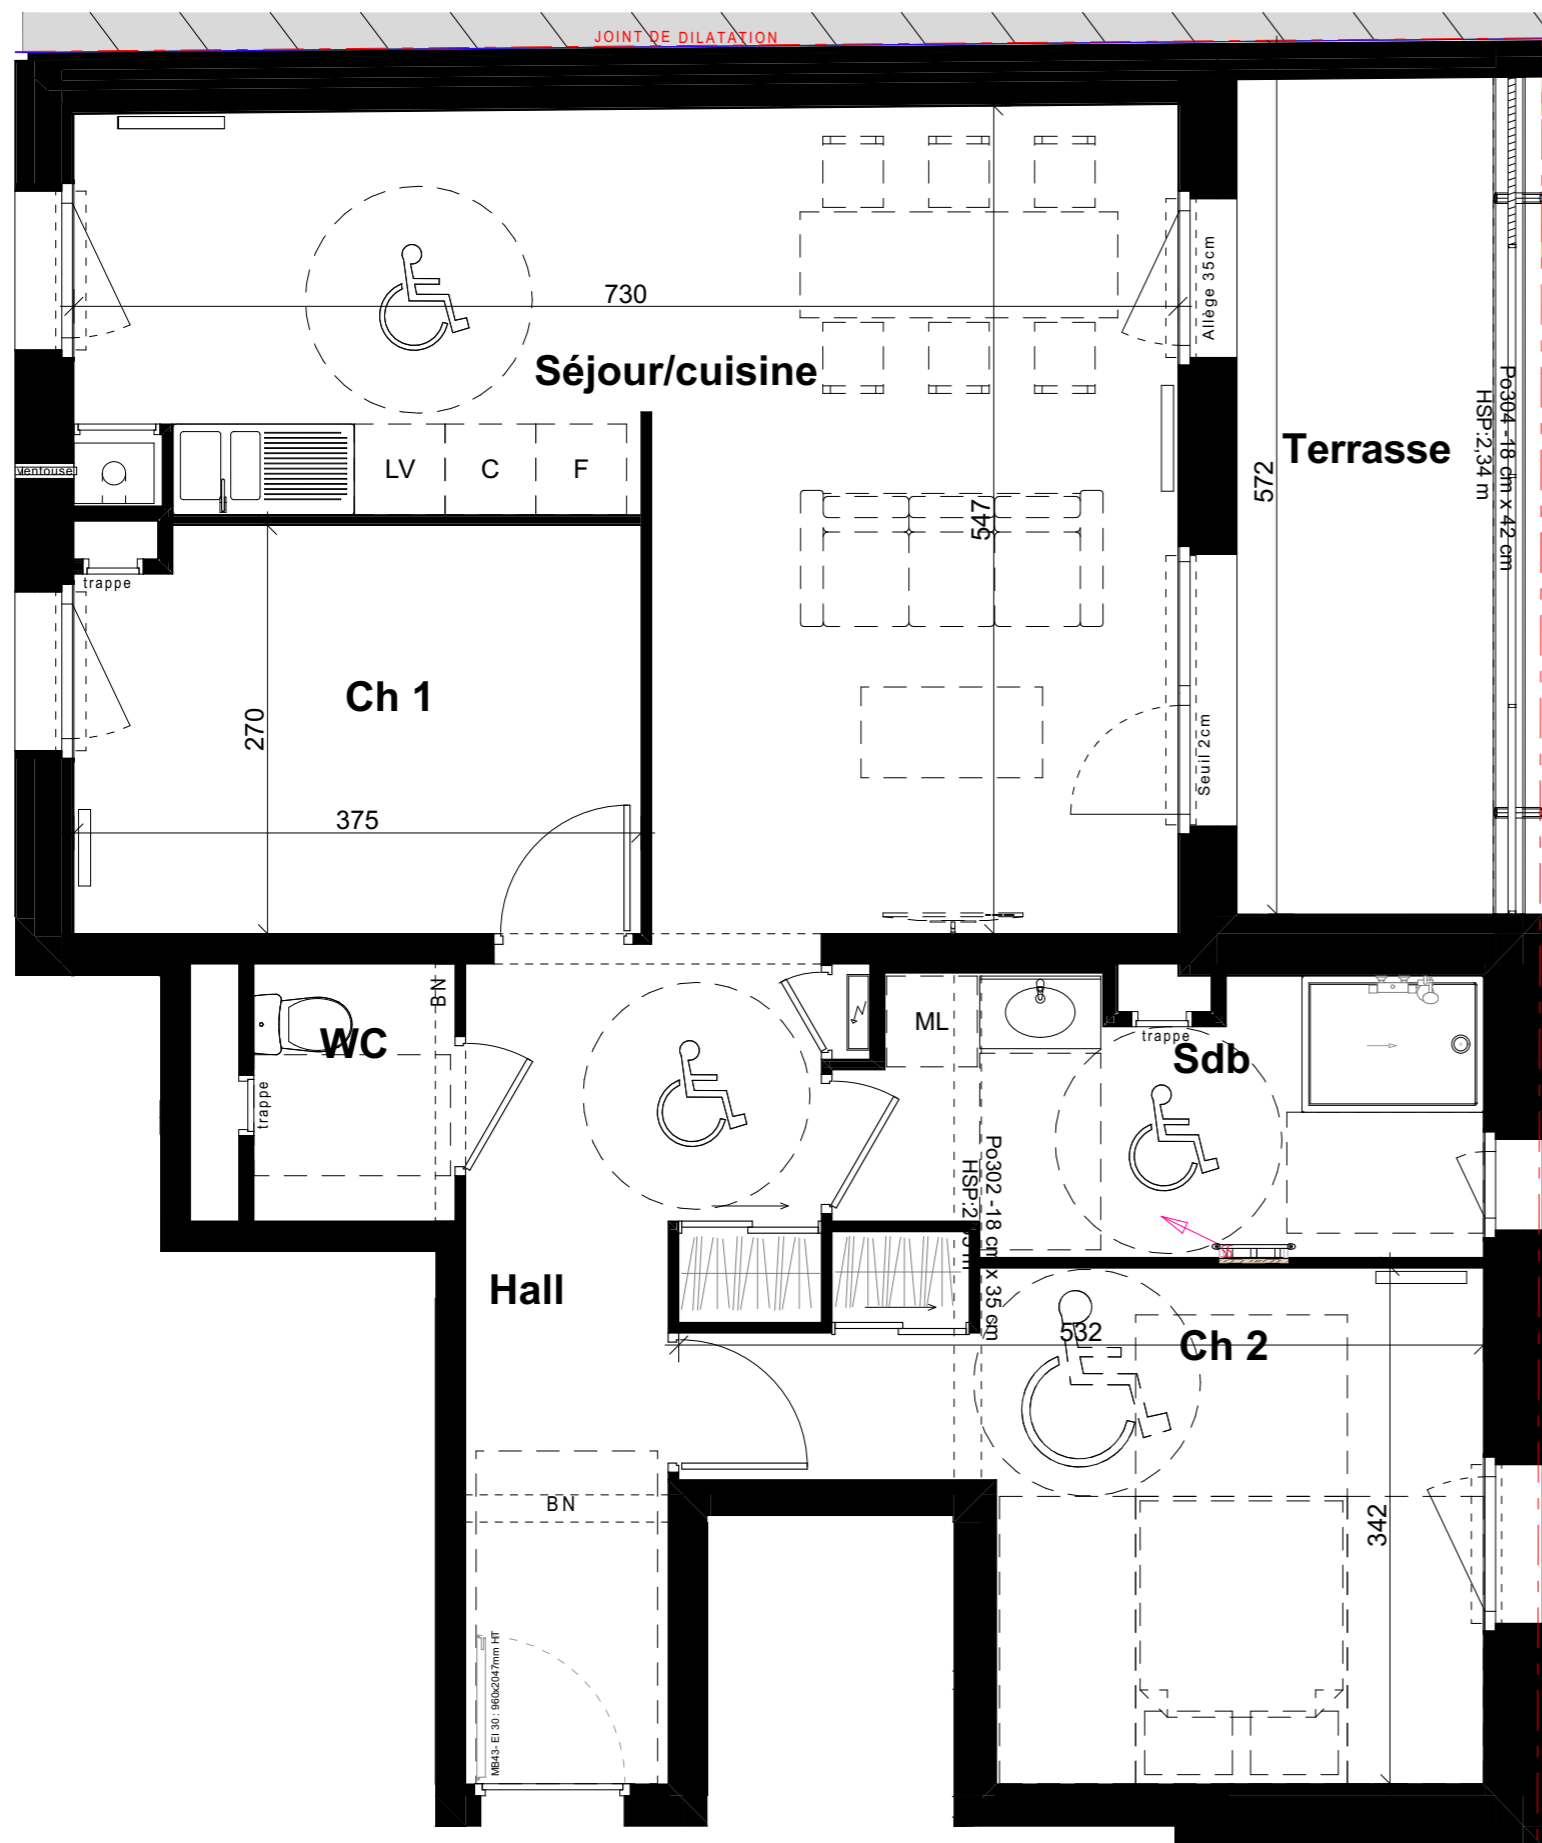 JOINT DE DILATATION
730
Allège 35cm
Séjour/cuisine
Terrasse
572
Po304 -18 cm x 42 cm
HSP:2,34 m
ventouse
LV
C
F
547
trappe
Ch 1
270
375
Seuil 2cm
BN
WC
trappe
ML
trappe
Sdb
Po302 -18 cm x 35 cm
Hall
532
Ch 2
BN
342
MB43- EI 30 : 960x2047mm HT